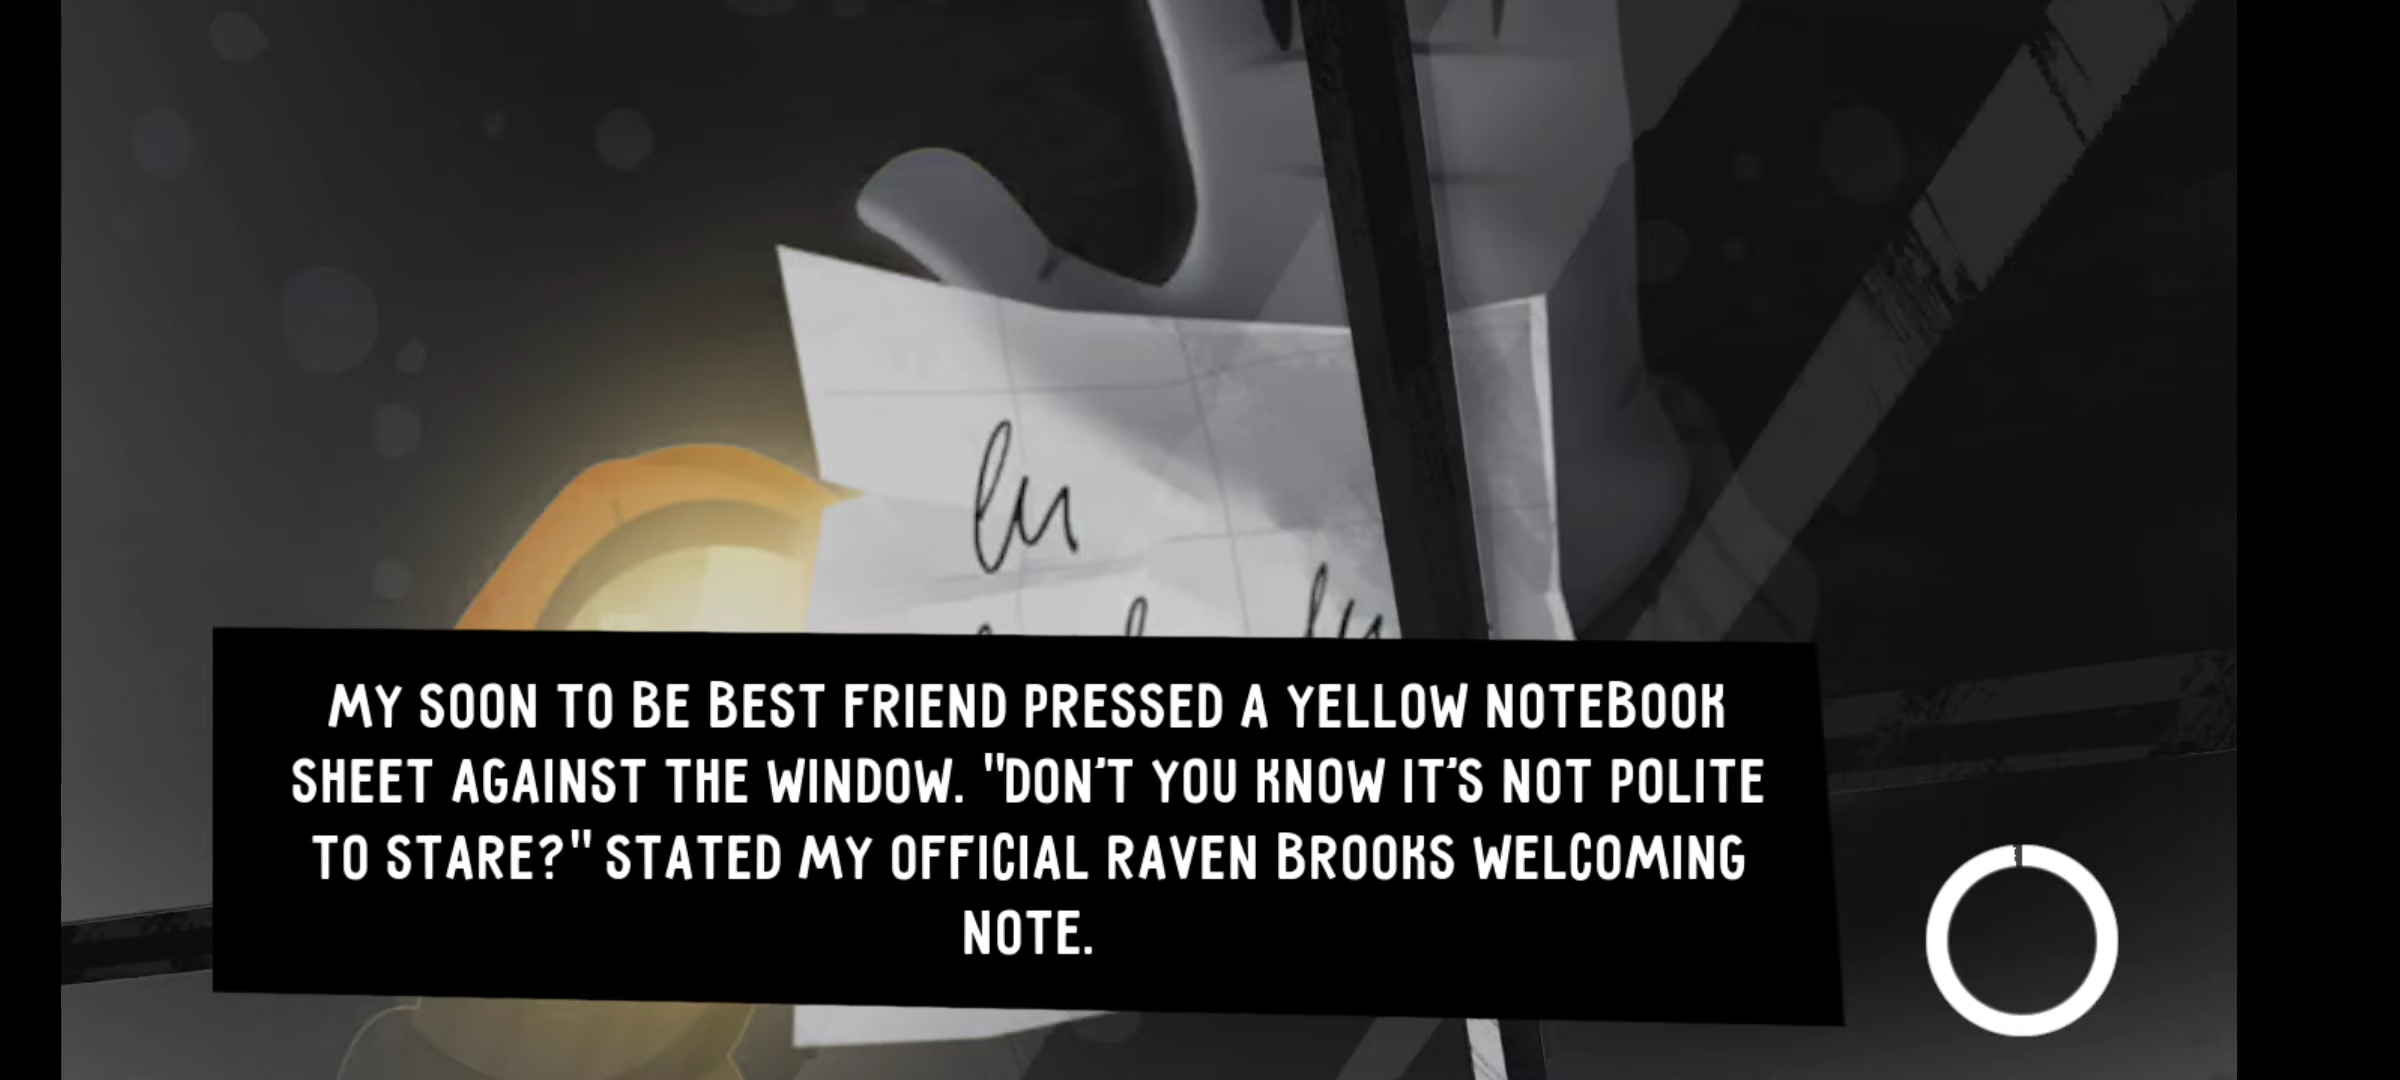 MY SOON TO BE BEST FRIEND PRESSED A YELLOW NOTEBOOK
SHEET AGAINST THE WINDOW. "DON'T YOU KNOW IT'S NOT POLITE
TO STARE?" STATED MY OFFICIAL RAVEN BROOKS WELCOMING
NOTE.